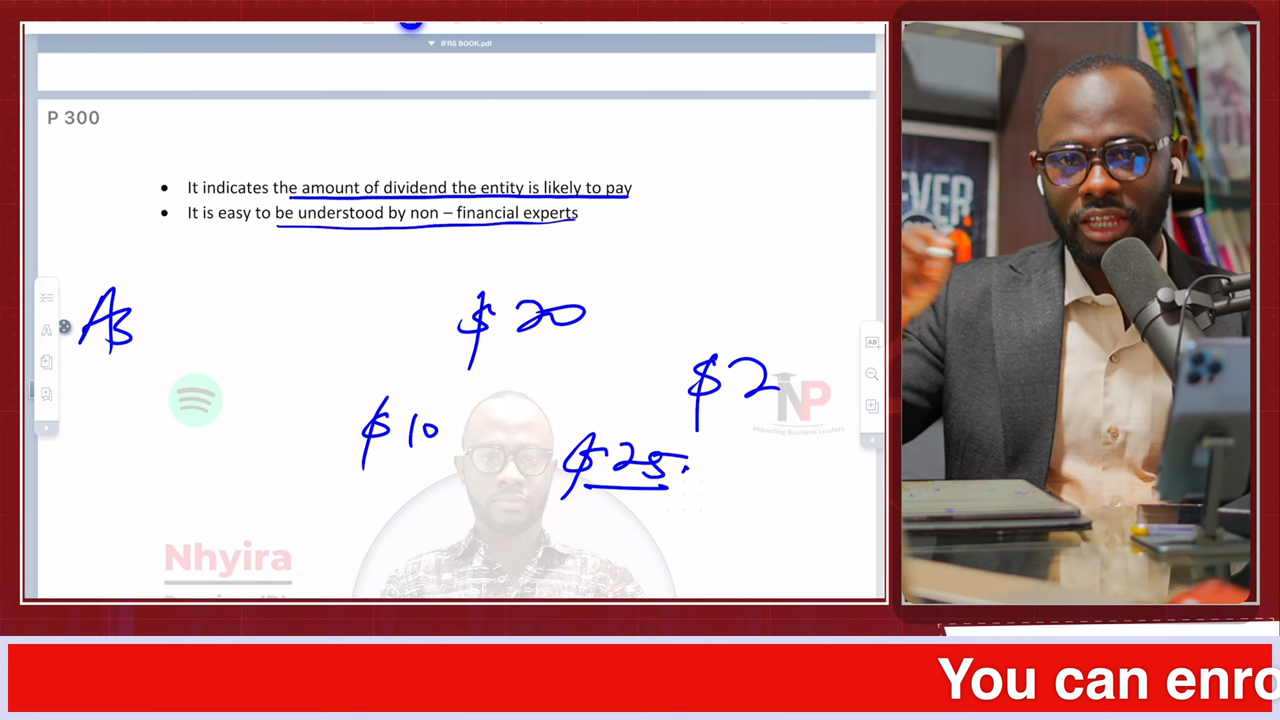 IFRS BOOK.pdf
P 300
• It indicates the amount of dividend the entity is likely to pay
• It is easy to be understood by non – financial experts
AB
$ 20
$ 2
$ 10
$ 25.
NP
Impacting Business Leaders
Nhyira
EVER
You can enro